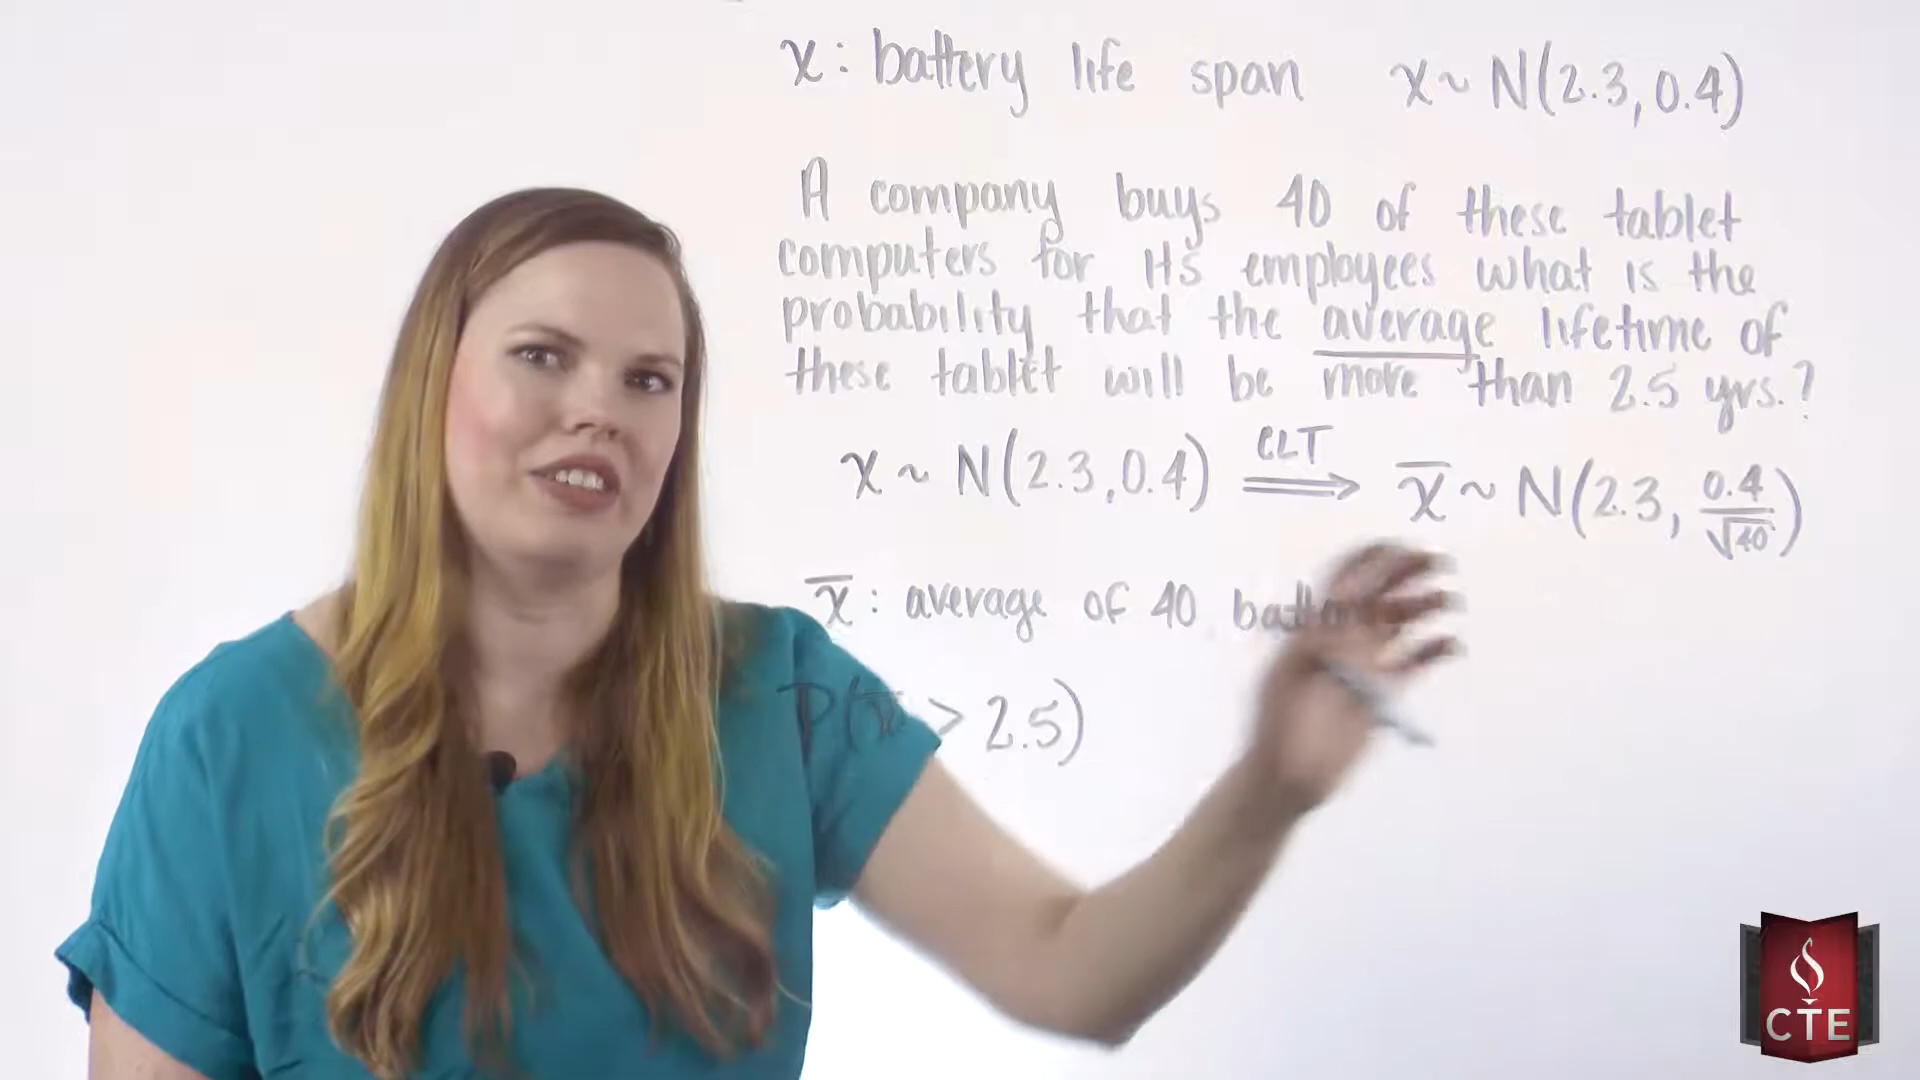 x: battery life span x ~ N(2.3, 0.4)
A company buys 40 of these tablet
computers for its employees what is the
probability that the average lifetime of
these tablet will be more than 2.5 yrs.?
x ~ N(2.3, 0.4) CLT ⟹ x̄ ~ N(2.3, 0.4/√40)
x̄: average of 40
P(x̄ > 2.5)
CTE